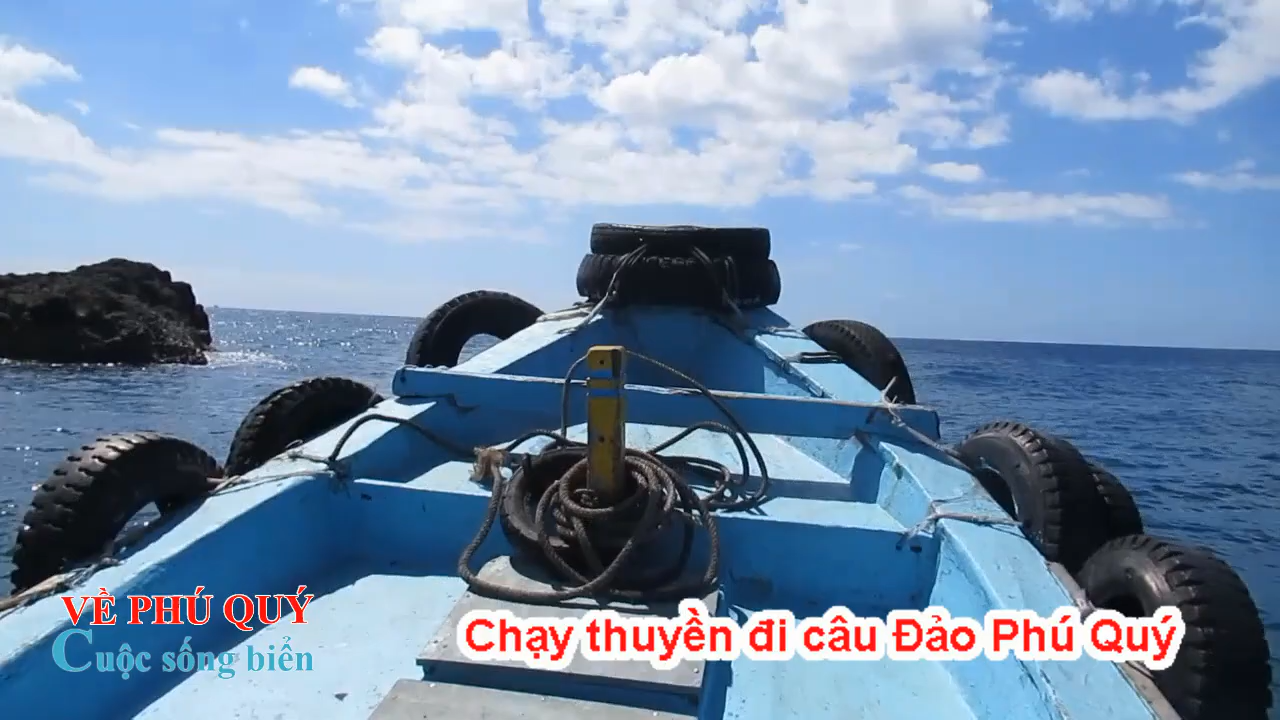 VỀ PHÚ QUÝ
Cuộc sống biển
Chạy thuyền đi câu Đảo Phú Quý